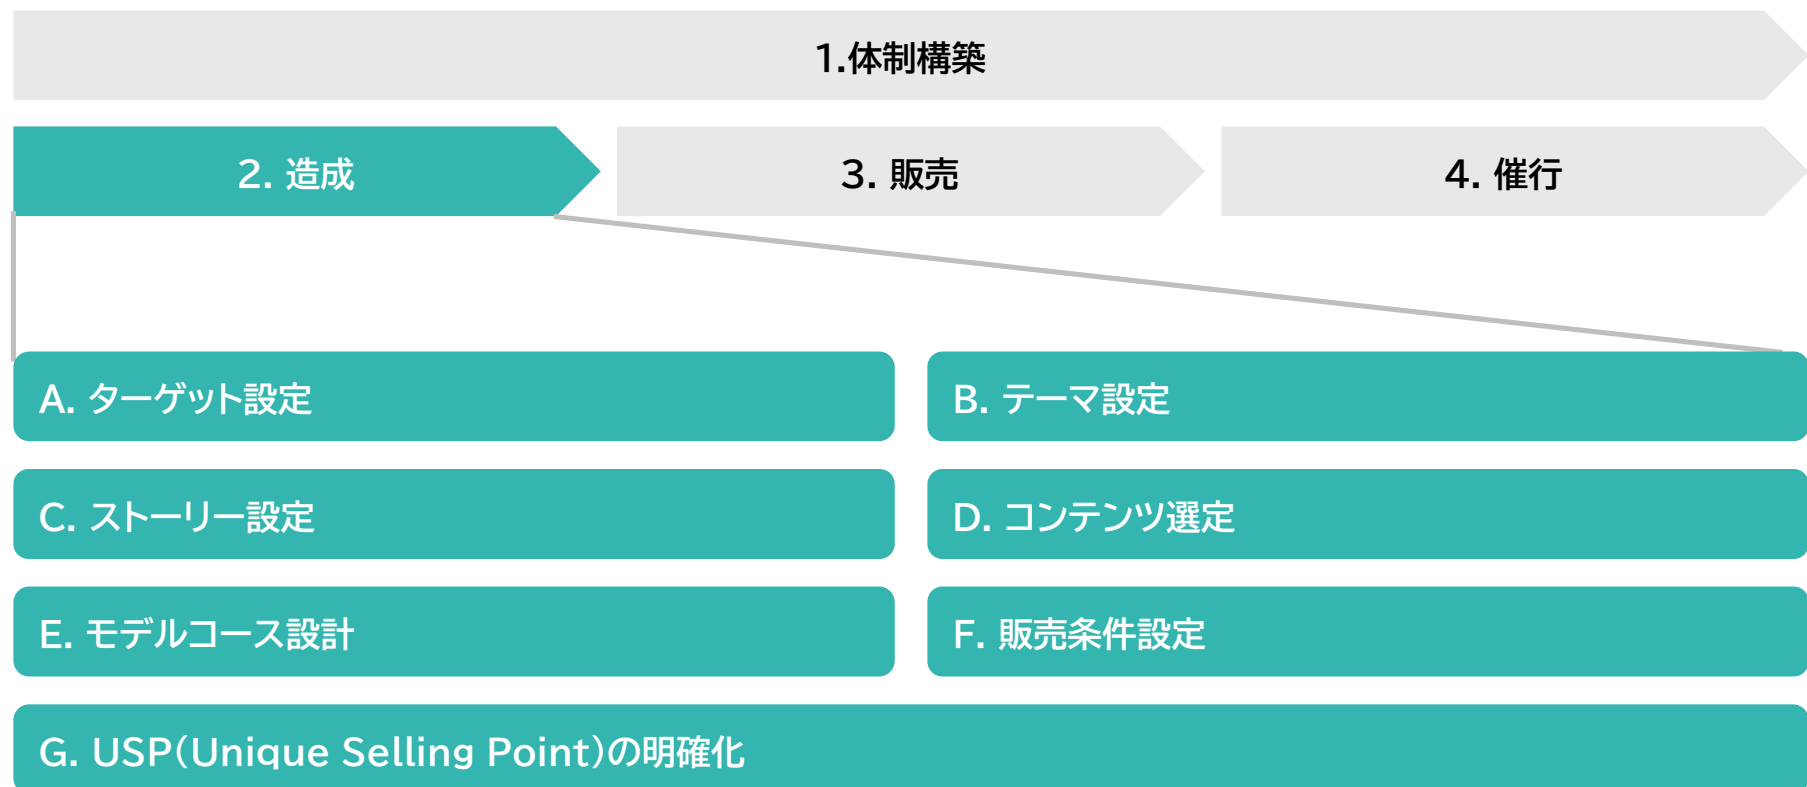 1.体制構築
2. 造成
3. 販売
4. 催行
A. ターゲット設定
B. テーマ設定
C. ストーリー設定
D. コンテンツ選定
E. モデルコース設計
F. 販売条件設定
G. USP(Unique Selling Point)の明確化